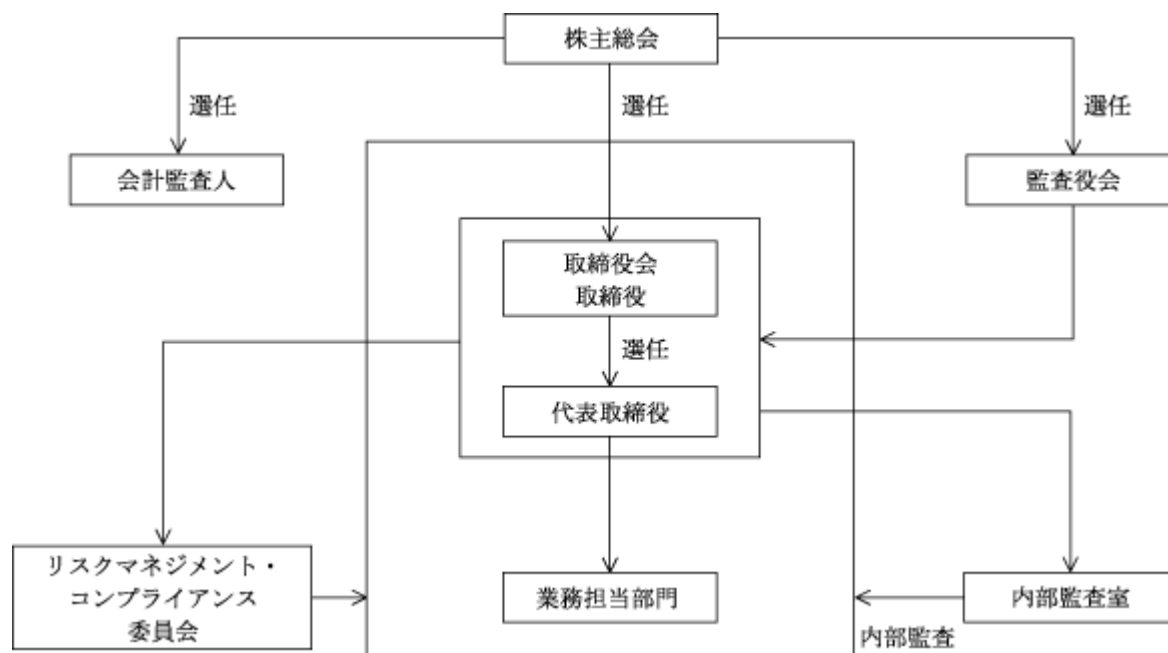 株主総会
選任
選任
選任
会計監査人
監査役会
取締役会
取締役
選任
代表取締役
リスクマネジメント・
コンプライアンス
委員会
業務担当部門
内部監査室
内部監査